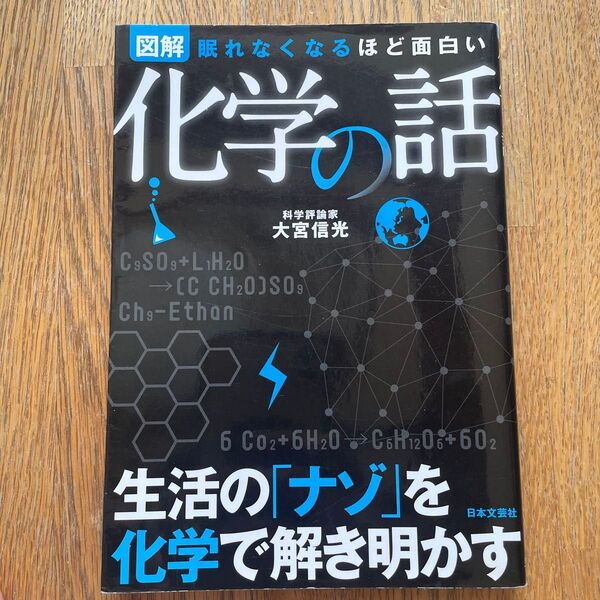 図解 眠れなくなるほど面白い
化学の話
科学評論家
大宮信光
C₉SO₉+L₁H₂O
→(C CH₂O)SO₉
Ch₉-Ethan
6 Co₂+6H₂O→C₆H₁₂O₆+6O₂
生活の「ナゾ」を
日本文芸社
化学で解き明かす